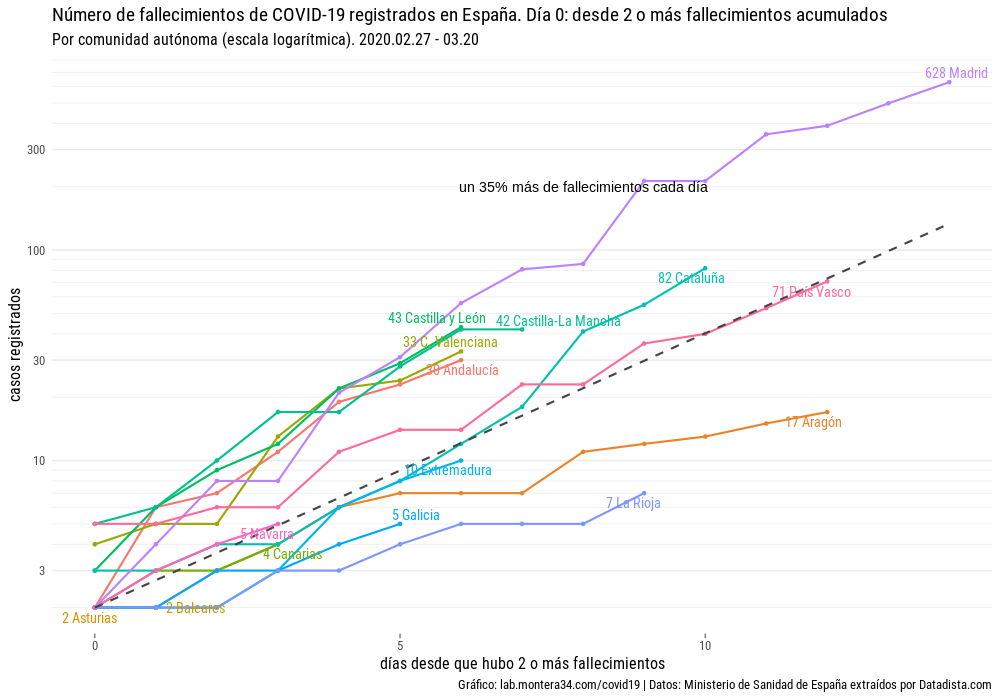 Número de fallecimientos de COVID-19 registrados en España. Día 0: desde 2 o más fallecimientos acumulados
Por comunidad autónoma (escala logarítmica). 2020.02.27 - 03.20
628 Madrid
300
un 35% más de fallecimientos cada día
100
82 Cataluña
71 País Vasco
43 Castilla y León
42 Castilla-La Mancha
33 C. Valenciana
30
30 Andalucía
casos registrados
17 Aragón
10
10 Extremadura
7 La Rioja
5 Galicia
5 Navarra
4 Canarias
3
2 Baleares
2 Asturias
0
5
10
días desde que hubo 2 o más fallecimientos
Gráfico: lab.montera34.com/covid19 | Datos: Ministerio de Sanidad de España extraídos por Datadista.com